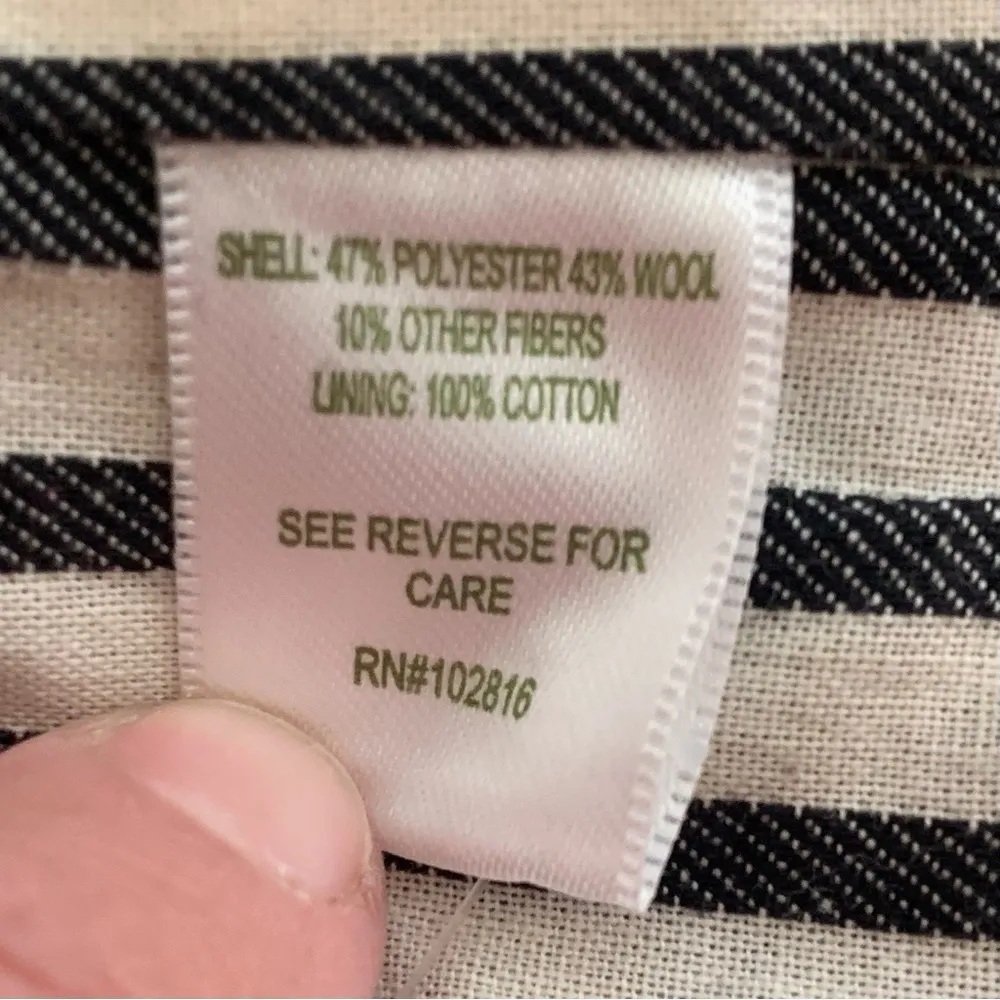 SHELL: 47% POLYESTER 43% WOOL
10% OTHER FIBERS
LINING: 100% COTTON
SEE REVERSE FOR
CARE
RN#102816